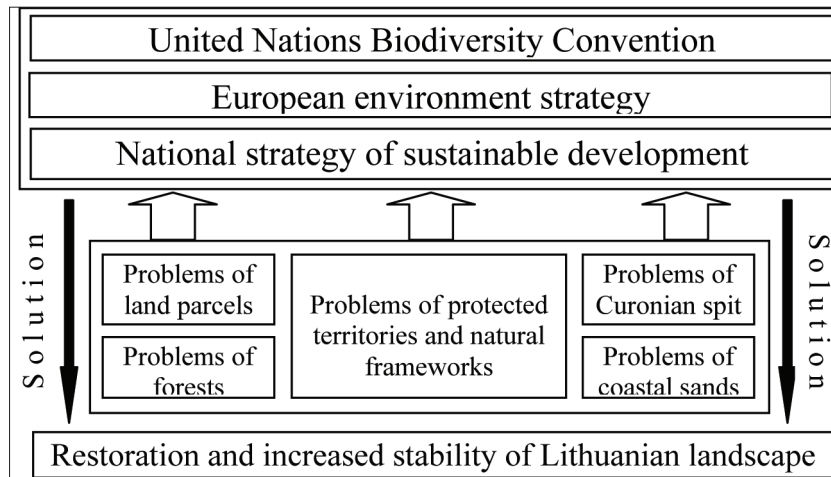 United Nations Biodiversity Convention
European environment strategy
National strategy of sustainable development
Solution
Problems of
land parcels
Problems of
forests
Problems of protected
territories and natural
frameworks
Problems of
Curonian spit
Problems of
coastal sands
Solution
Restoration and increased stability of Lithuanian landscape